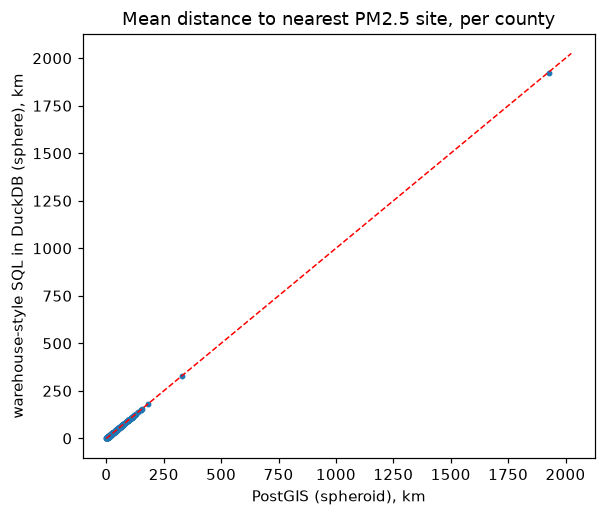 Mean distance to nearest PM2.5 site, per county
warehouse-style SQL in DuckDB (sphere), km
2000
1750
1500
1250
1000
750
500
250
0
0 250 500 750 1000 1250 1500 1750 2000
PostGIS (spheroid), km